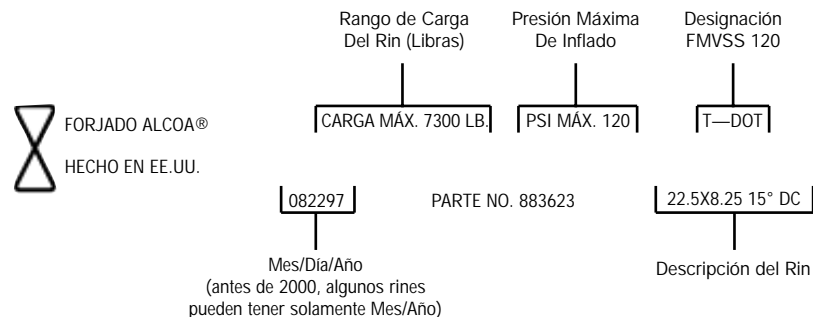 Rango de Carga
Del Rin (Libras)
Presión Máxima
De Inflado
Designación
FMVSS 120
FORJADO ALCOA®
CARGA MÁX. 7300 LB.
PSI MÁX. 120
T—DOT
HECHO EN EE.UU.
082297
PARTE NO. 883623
22.5X8.25 15° DC
Mes/Día/Año
(antes de 2000, algunos rines
pueden tener solamente Mes/Año)
Descripción del Rin